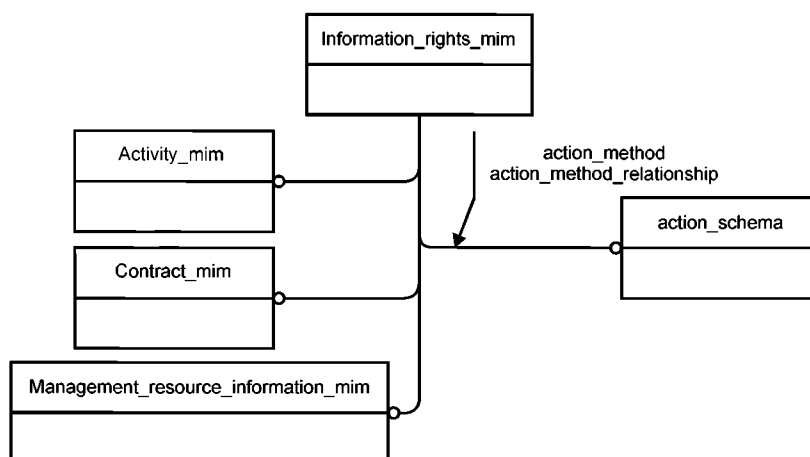 Information_rights_mim
Activity_mim
action_method
action_method_relationship
action_schema
Contract_mim
Management_resource_information_mim